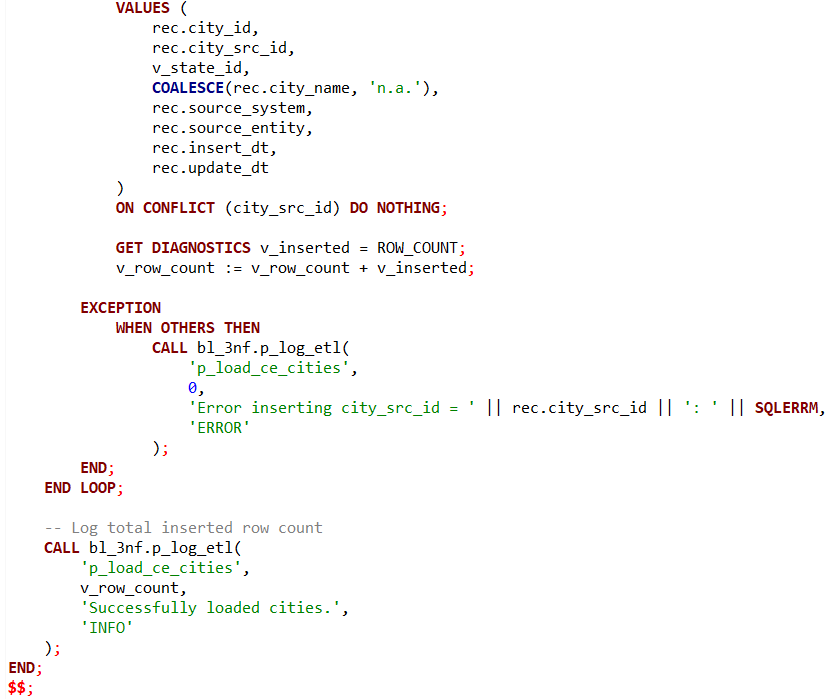 VALUES (
rec.city_id,
rec.city_src_id,
v_state_id,
COALESCE(rec.city_name, 'n.a.'),
rec.source_system,
rec.source_entity,
rec.insert_dt,
rec.update_dt
)
ON CONFLICT (city_src_id) DO NOTHING;
GET DIAGNOSTICS v_inserted = ROW_COUNT;
v_row_count := v_row_count + v_inserted;
EXCEPTION
WHEN OTHERS THEN
CALL bl_3nf.p_log_etl(
'p_load_ce_cities',
0,
'Error inserting city_src_id = ' || rec.city_src_id || ': ' || SQLERRM,
'ERROR'
);
END;
END LOOP;
-- Log total inserted row count
CALL bl_3nf.p_log_etl(
'p_load_ce_cities',
v_row_count,
'Successfully loaded cities.',
'INFO'
);
END;
$$;